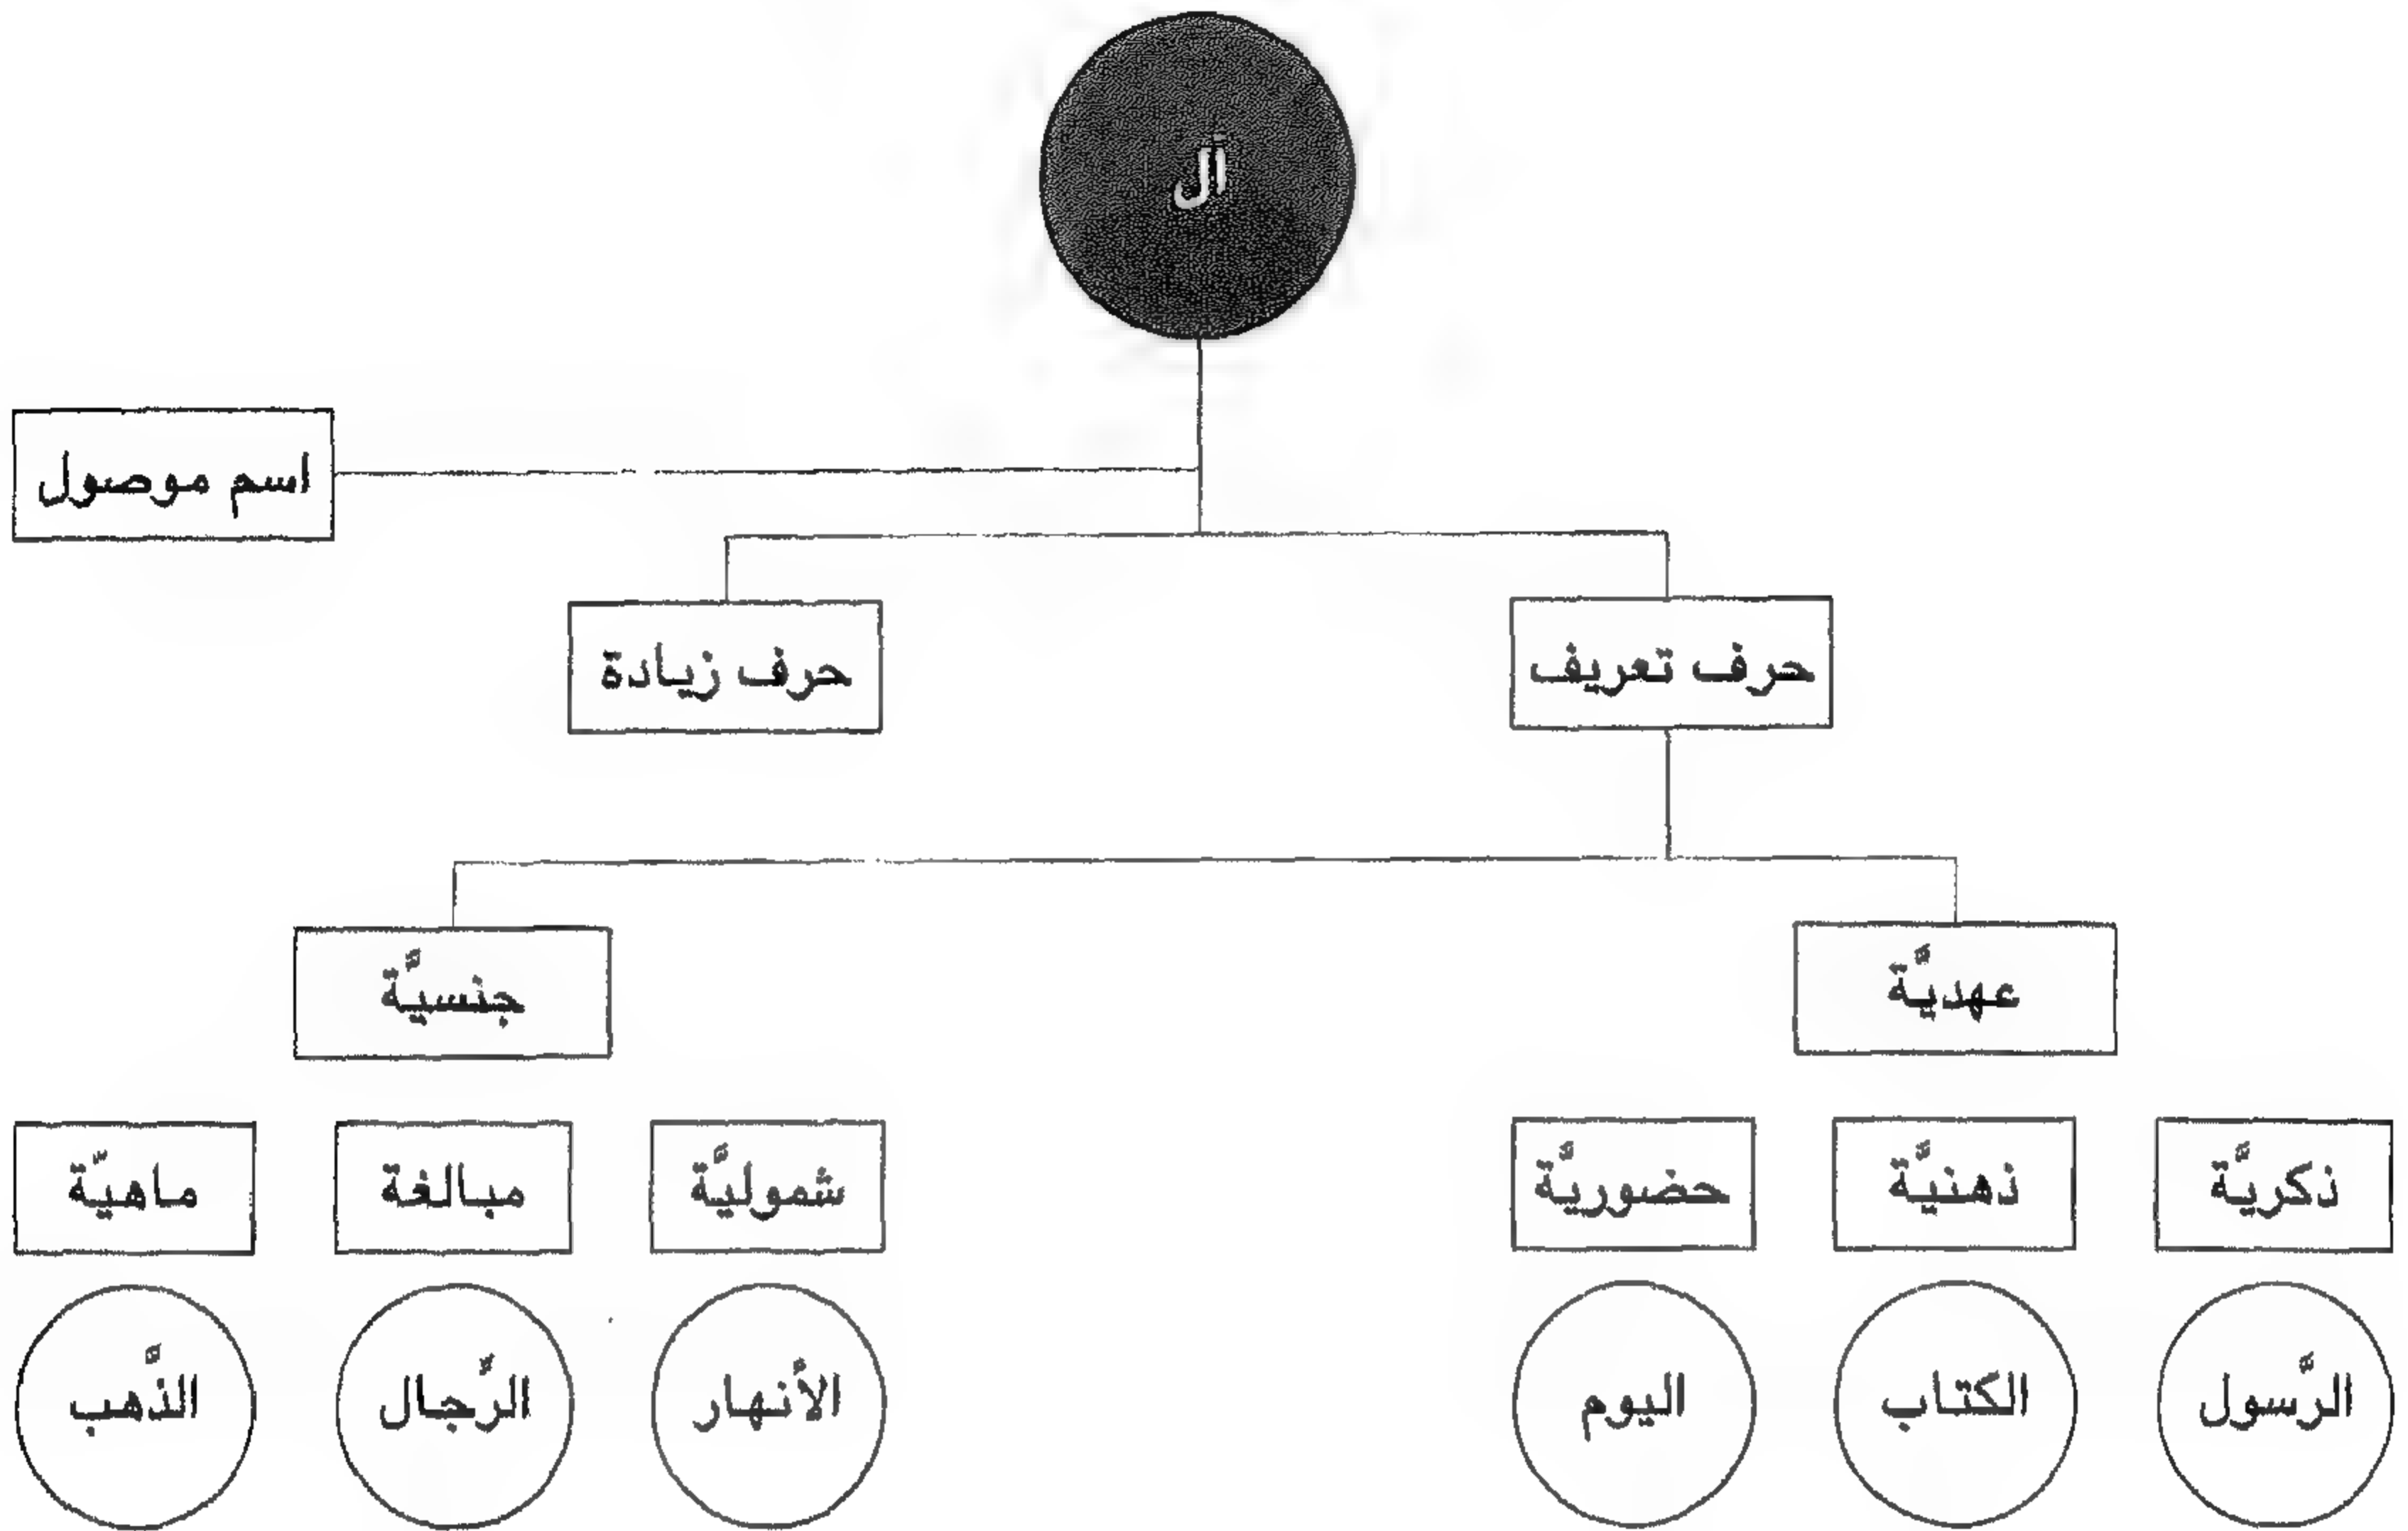 أل
اسم موصول
حرف تعريف
حرف زيادة
عهديَّة
جنسيَّة
ذكريَّة
ذهنيَّة
حضوريَّة
شموليَّة
مبالغة
ماهيّة
الرَّسول
الكتاب
اليوم
الأنهار
الرِّجال
الذَّهب